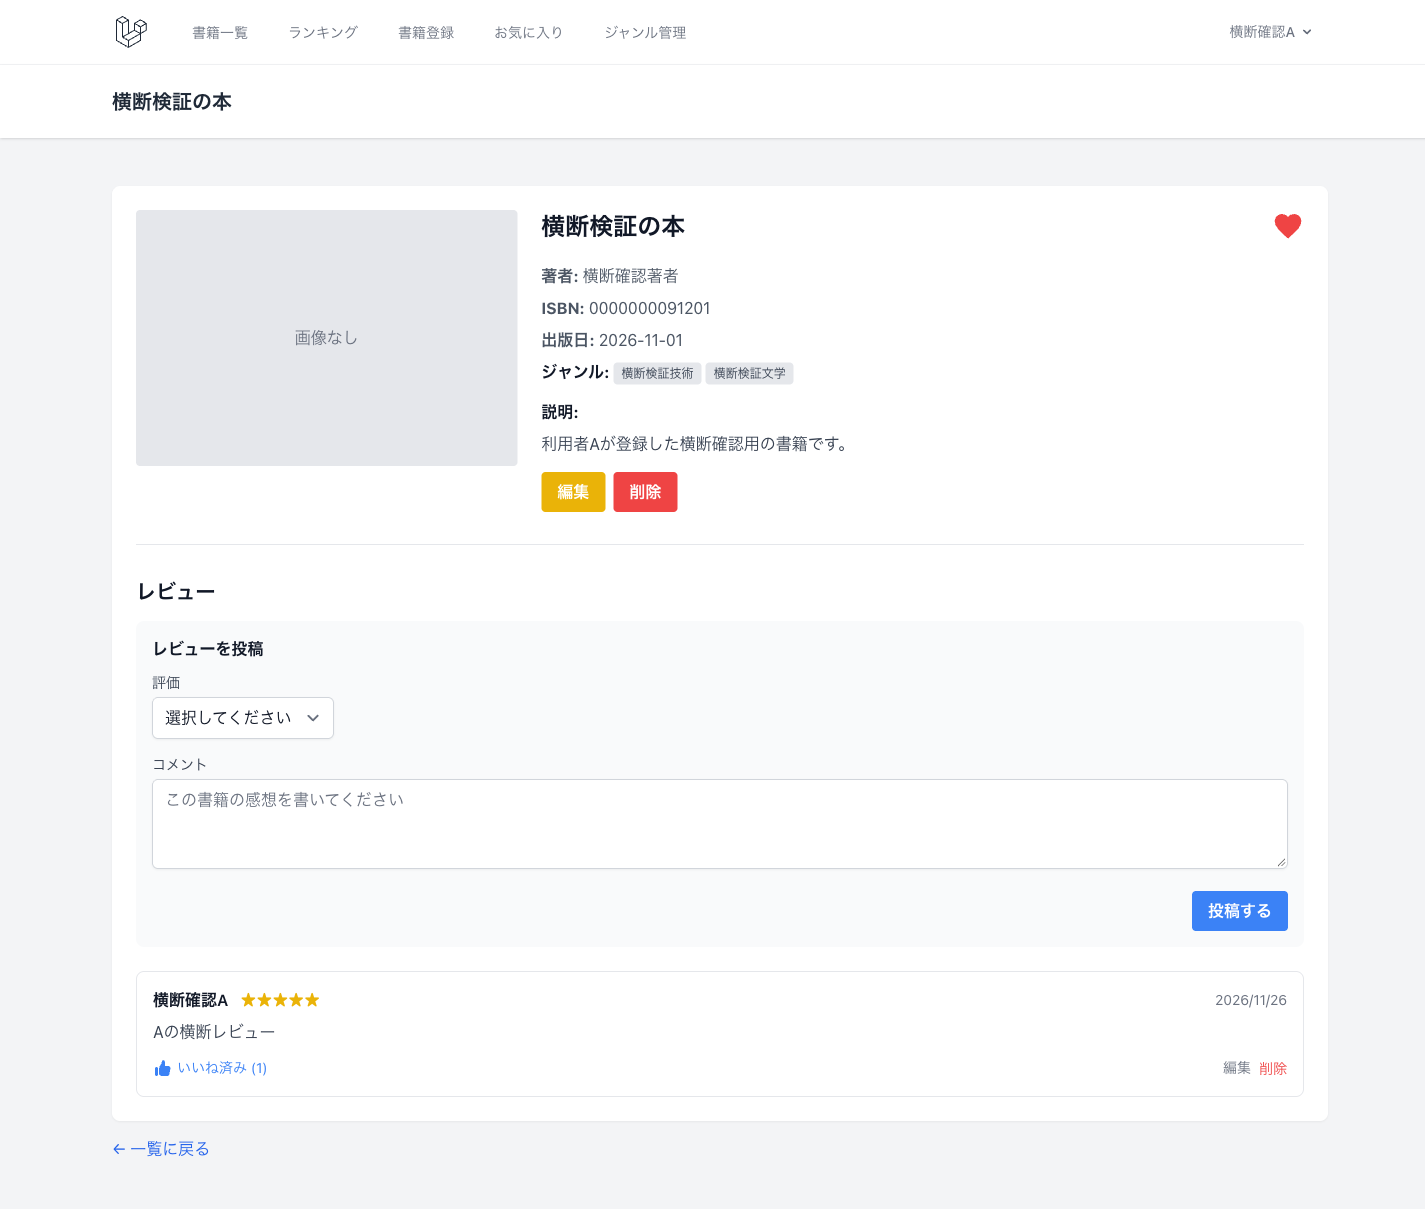 書籍一覧 ランキング 書籍登録 お気に入り ジャンル管理 横断確認A
横断検証の本
画像なし
横断検証の本
著者: 横断確認著者
ISBN: 0000000091201
出版日: 2026-11-01
ジャンル: 横断検証技術 横断検証文学
説明:
利用者Aが登録した横断確認用の書籍です。
編集 削除
レビュー
レビューを投稿
評価
選択してください
コメント
この書籍の感想を書いてください
投稿する
横断確認A ★★★★★ 2026/11/26
Aの横断レビュー
いいね済み (1) 編集 削除
← 一覧に戻る